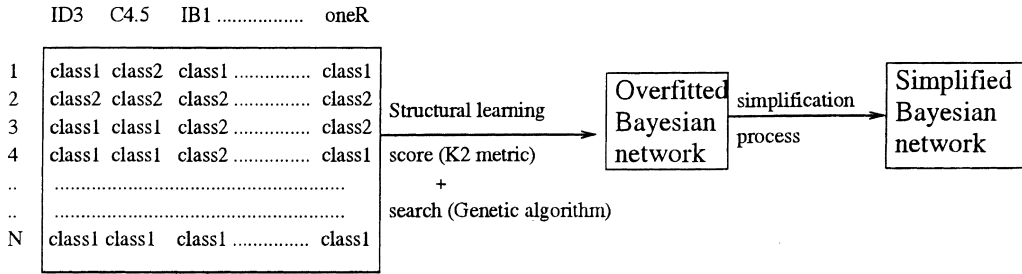 ID3 C4.5 IB1 .................. oneR
1 class1 class2 class1 ............... class1
2 class2 class2 class2 ............... class2
3 class1 class1 class2 ............... class2
4 class1 class1 class2 ............... class1
.. ........................................................
.. ........................................................
N class1 class1 class1 ............... class1
Structural learning
score (K2 metric)
+
search (Genetic algorithm)
Overfitted
Bayesian
network
simplification
process
Simplified
Bayesian
network